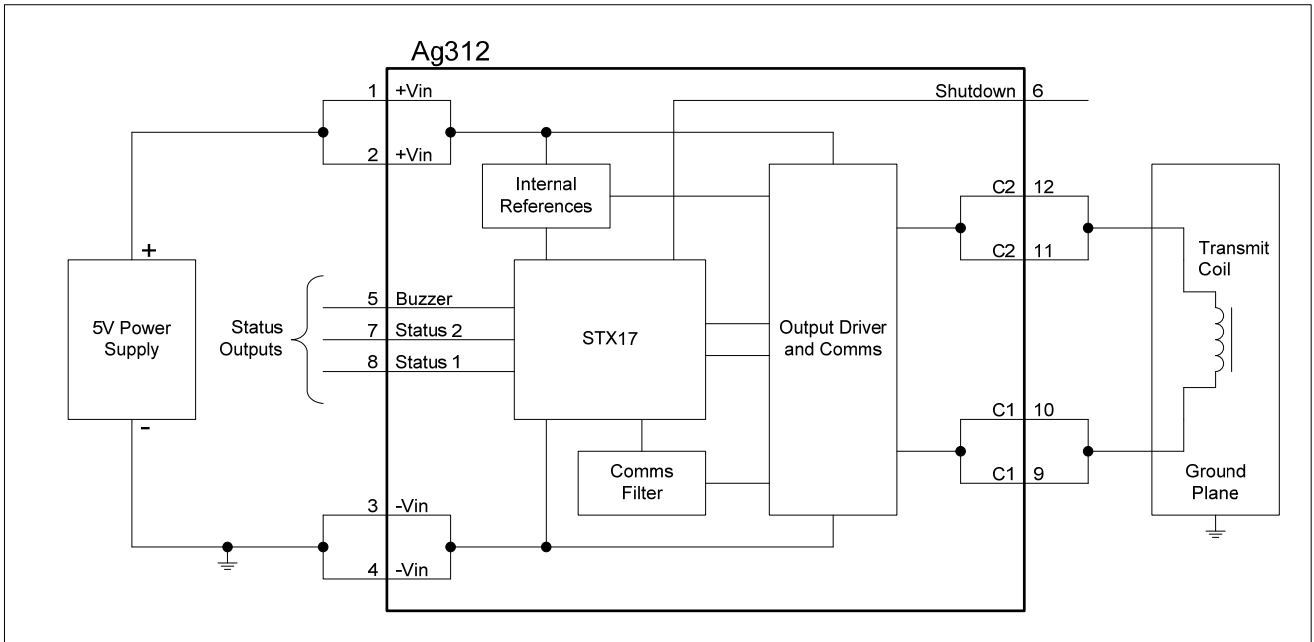 Ag312
1 +Vin
Shutdown 6
2 +Vin
Internal
References
C2 12
C2 11
Transmit
Coil
+
5V Power
Supply
-
Status
Outputs
5 Buzzer
7 Status 2
8 Status 1
STX17
Output Driver
and Comms
C1 10
C1 9
Comms
Filter
Ground
Plane
3 -Vin
4 -Vin